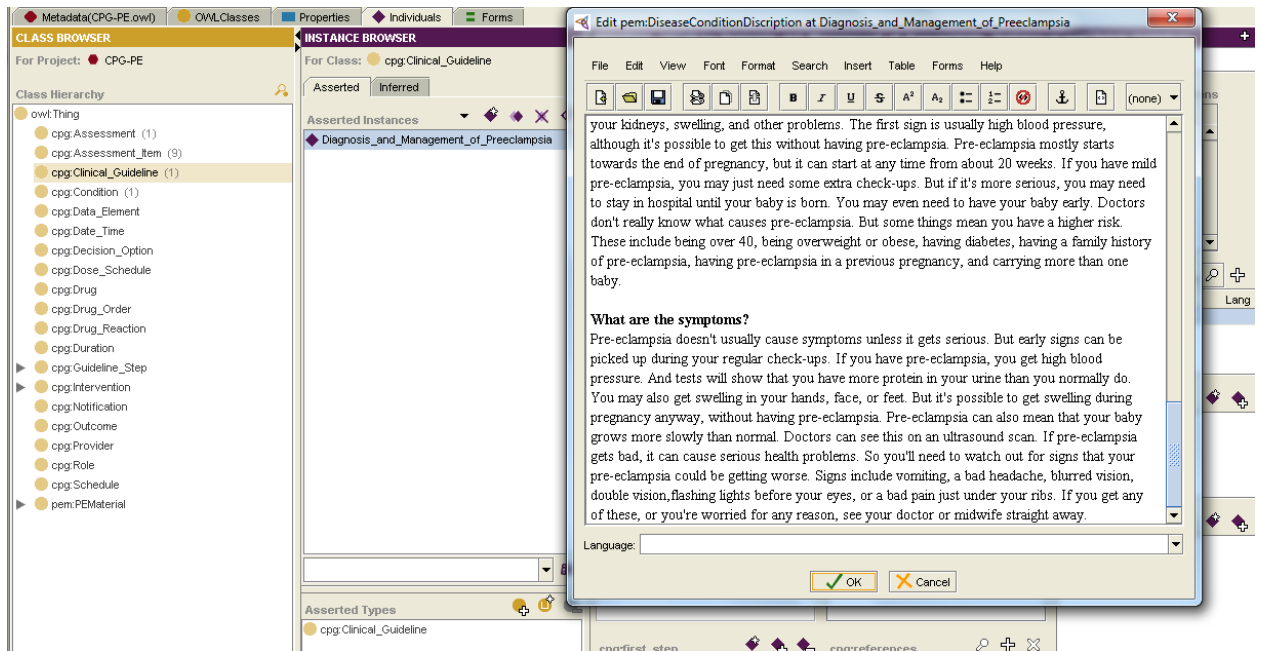 Metadata(CPG-PE.owl) OWLClasses Properties Individuals Forms
CLASS BROWSER
For Project: CPG-PE
Class Hierarchy
owl:Thing
cpg:Assessment (1)
cpg:Assessment_Item (9)
cpg:Clinical_Guideline (1)
cpg:Condition (1)
cpg:Data_Element
cpg:Date_Time
cpg:Decision_Option
cpg:Dose_Schedule
cpg:Drug
cpg:Drug_Order
cpg:Drug_Reaction
cpg:Duration
cpg:Guideline_Step
cpg:Intervention
cpg:Notification
cpg:Outcome
cpg:Provider
cpg:Role
cpg:Schedule
pem:PEMaterial
INSTANCE BROWSER
For Class: cpg:Clinical_Guideline
Asserted Inferred
Asserted Instances
Diagnosis_and_Management_of_Preeclampsia
Asserted Types
cpg:Clinical_Guideline
Edit pem:DiseaseConditionDiscription at Diagnosis_and_Management_of_Preeclampsia
File Edit View Font Format Search Insert Table Forms Help
B I U S A² A₂ (none)
your kidneys, swelling, and other problems. The first sign is usually high blood pressure,
although it's possible to get this without having pre-eclampsia. Pre-eclampsia mostly starts
towards the end of pregnancy, but it can start at any time from about 20 weeks. If you have mild
pre-eclampsia, you may just need some extra check-ups. But if it's more serious, you may need
to stay in hospital until your baby is born. You may even need to have your baby early. Doctors
don't really know what causes pre-eclampsia. But some things mean you have a higher risk.
These include being over 40, being overweight or obese, having diabetes, having a family history
of pre-eclampsia, having pre-eclampsia in a previous pregnancy, and carrying more than one
baby.
What are the symptoms?
Pre-eclampsia doesn't usually cause symptoms unless it gets serious. But early signs can be
picked up during your regular check-ups. If you have pre-eclampsia, you get high blood
pressure. And tests will show that you have more protein in your urine than you normally do.
You may also get swelling in your hands, face, or feet. But it's possible to get swelling during
pregnancy anyway, without having pre-eclampsia. Pre-eclampsia can also mean that your baby
grows more slowly than normal. Doctors can see this on an ultrasound scan. If pre-eclampsia
gets bad, it can cause serious health problems. So you'll need to watch out for signs that your
pre-eclampsia could be getting worse. Signs include vomiting, a bad headache, blurred vision,
double vision,flashing lights before your eyes, or a bad pain just under your ribs. If you get any
of these, or you're worried for any reason, see your doctor or midwife straight away.
Language:
OK Cancel
Lang
cpg:first_step cpg:references